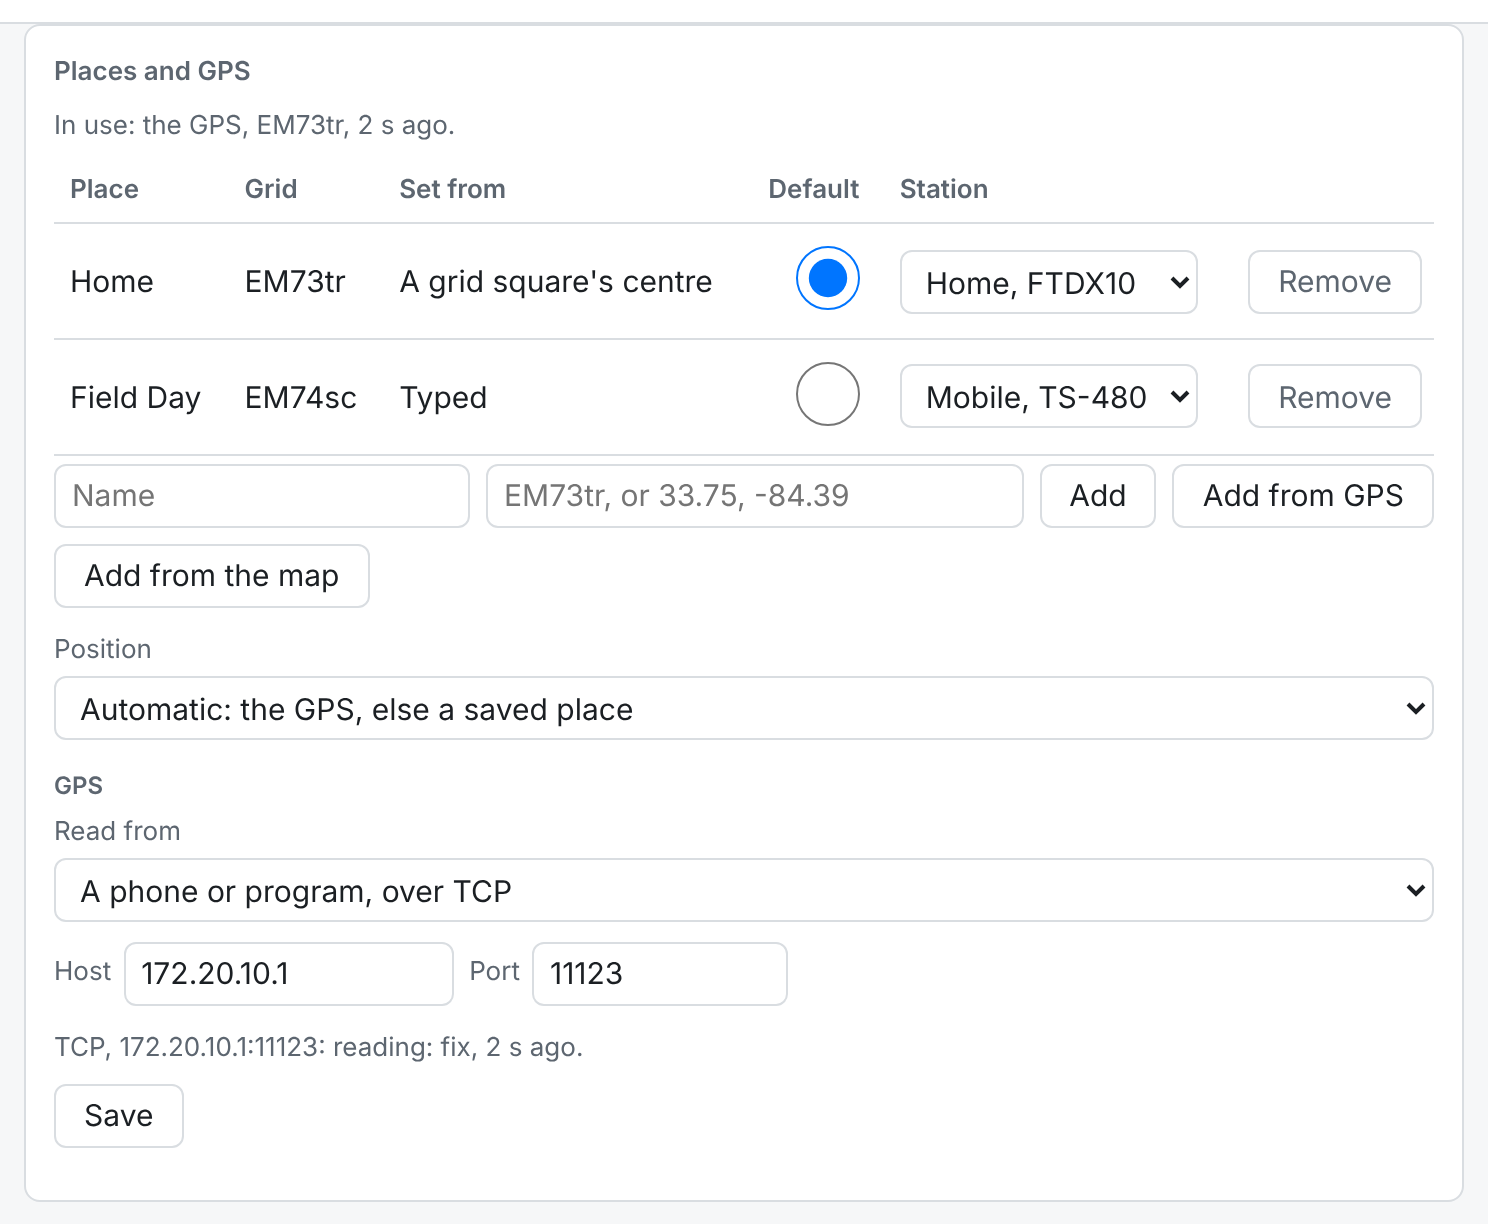 Places and GPS
In use: the GPS, EM73tr, 2 s ago.
Place Grid Set from Default Station
Home EM73tr A grid square's centre Home, FTDX10 Remove
Field Day EM74sc Typed Mobile, TS-480 Remove
Name EM73tr, or 33.75, -84.39 Add Add from GPS
Add from the map
Position
Automatic: the GPS, else a saved place
GPS
Read from
A phone or program, over TCP
Host 172.20.10.1 Port 11123
TCP, 172.20.10.1:11123: reading: fix, 2 s ago.
Save